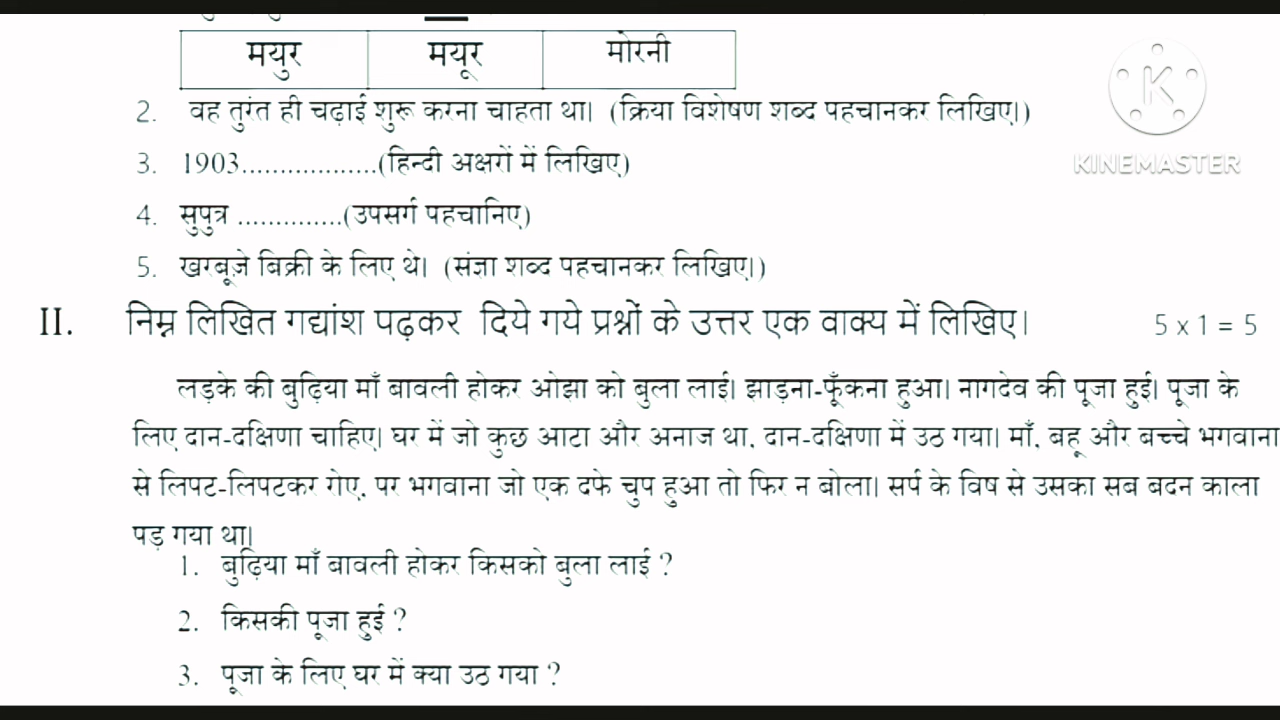 मयुर मयूर मोरनी
2. वह तुरंत ही चढ़ाई शुरू करना चाहता था। (क्रिया विशेषण शब्द पहचानकर लिखिए।)
3. 1903..................(हिन्दी अक्षरों में लिखिए)
4. सुपुत्र ..............(उपसर्ग पहचानिए)
5. खरबूज़े बिक्री के लिए थे। (संज्ञा शब्द पहचानकर लिखिए।)
II. निम्न लिखित गद्यांश पढ़कर दिये गये प्रश्नों के उत्तर एक वाक्य में लिखिए। 5 x 1 = 5
लड़के की बुढ़िया माँ बावली होकर ओझा को बुला लाई। झाड़ना-फूँकना हुआ। नागदेव की पूजा हुई। पूजा के
लिए दान-दक्षिणा चाहिए। घर में जो कुछ आटा और अनाज था, दान-दक्षिणा में उठ गया। माँ, बहू और बच्चे भगवाना
से लिपट-लिपटकर रोए, पर भगवाना जो एक दफे चुप हुआ तो फिर न बोला। सर्प के विष से उसका सब बदन काला
पड़ गया था।
1. बुढ़िया माँ बावली होकर किसको बुला लाई ?
2. किसकी पूजा हुई ?
3. पूजा के लिए घर में क्या उठ गया ?
K
KINEMASTER